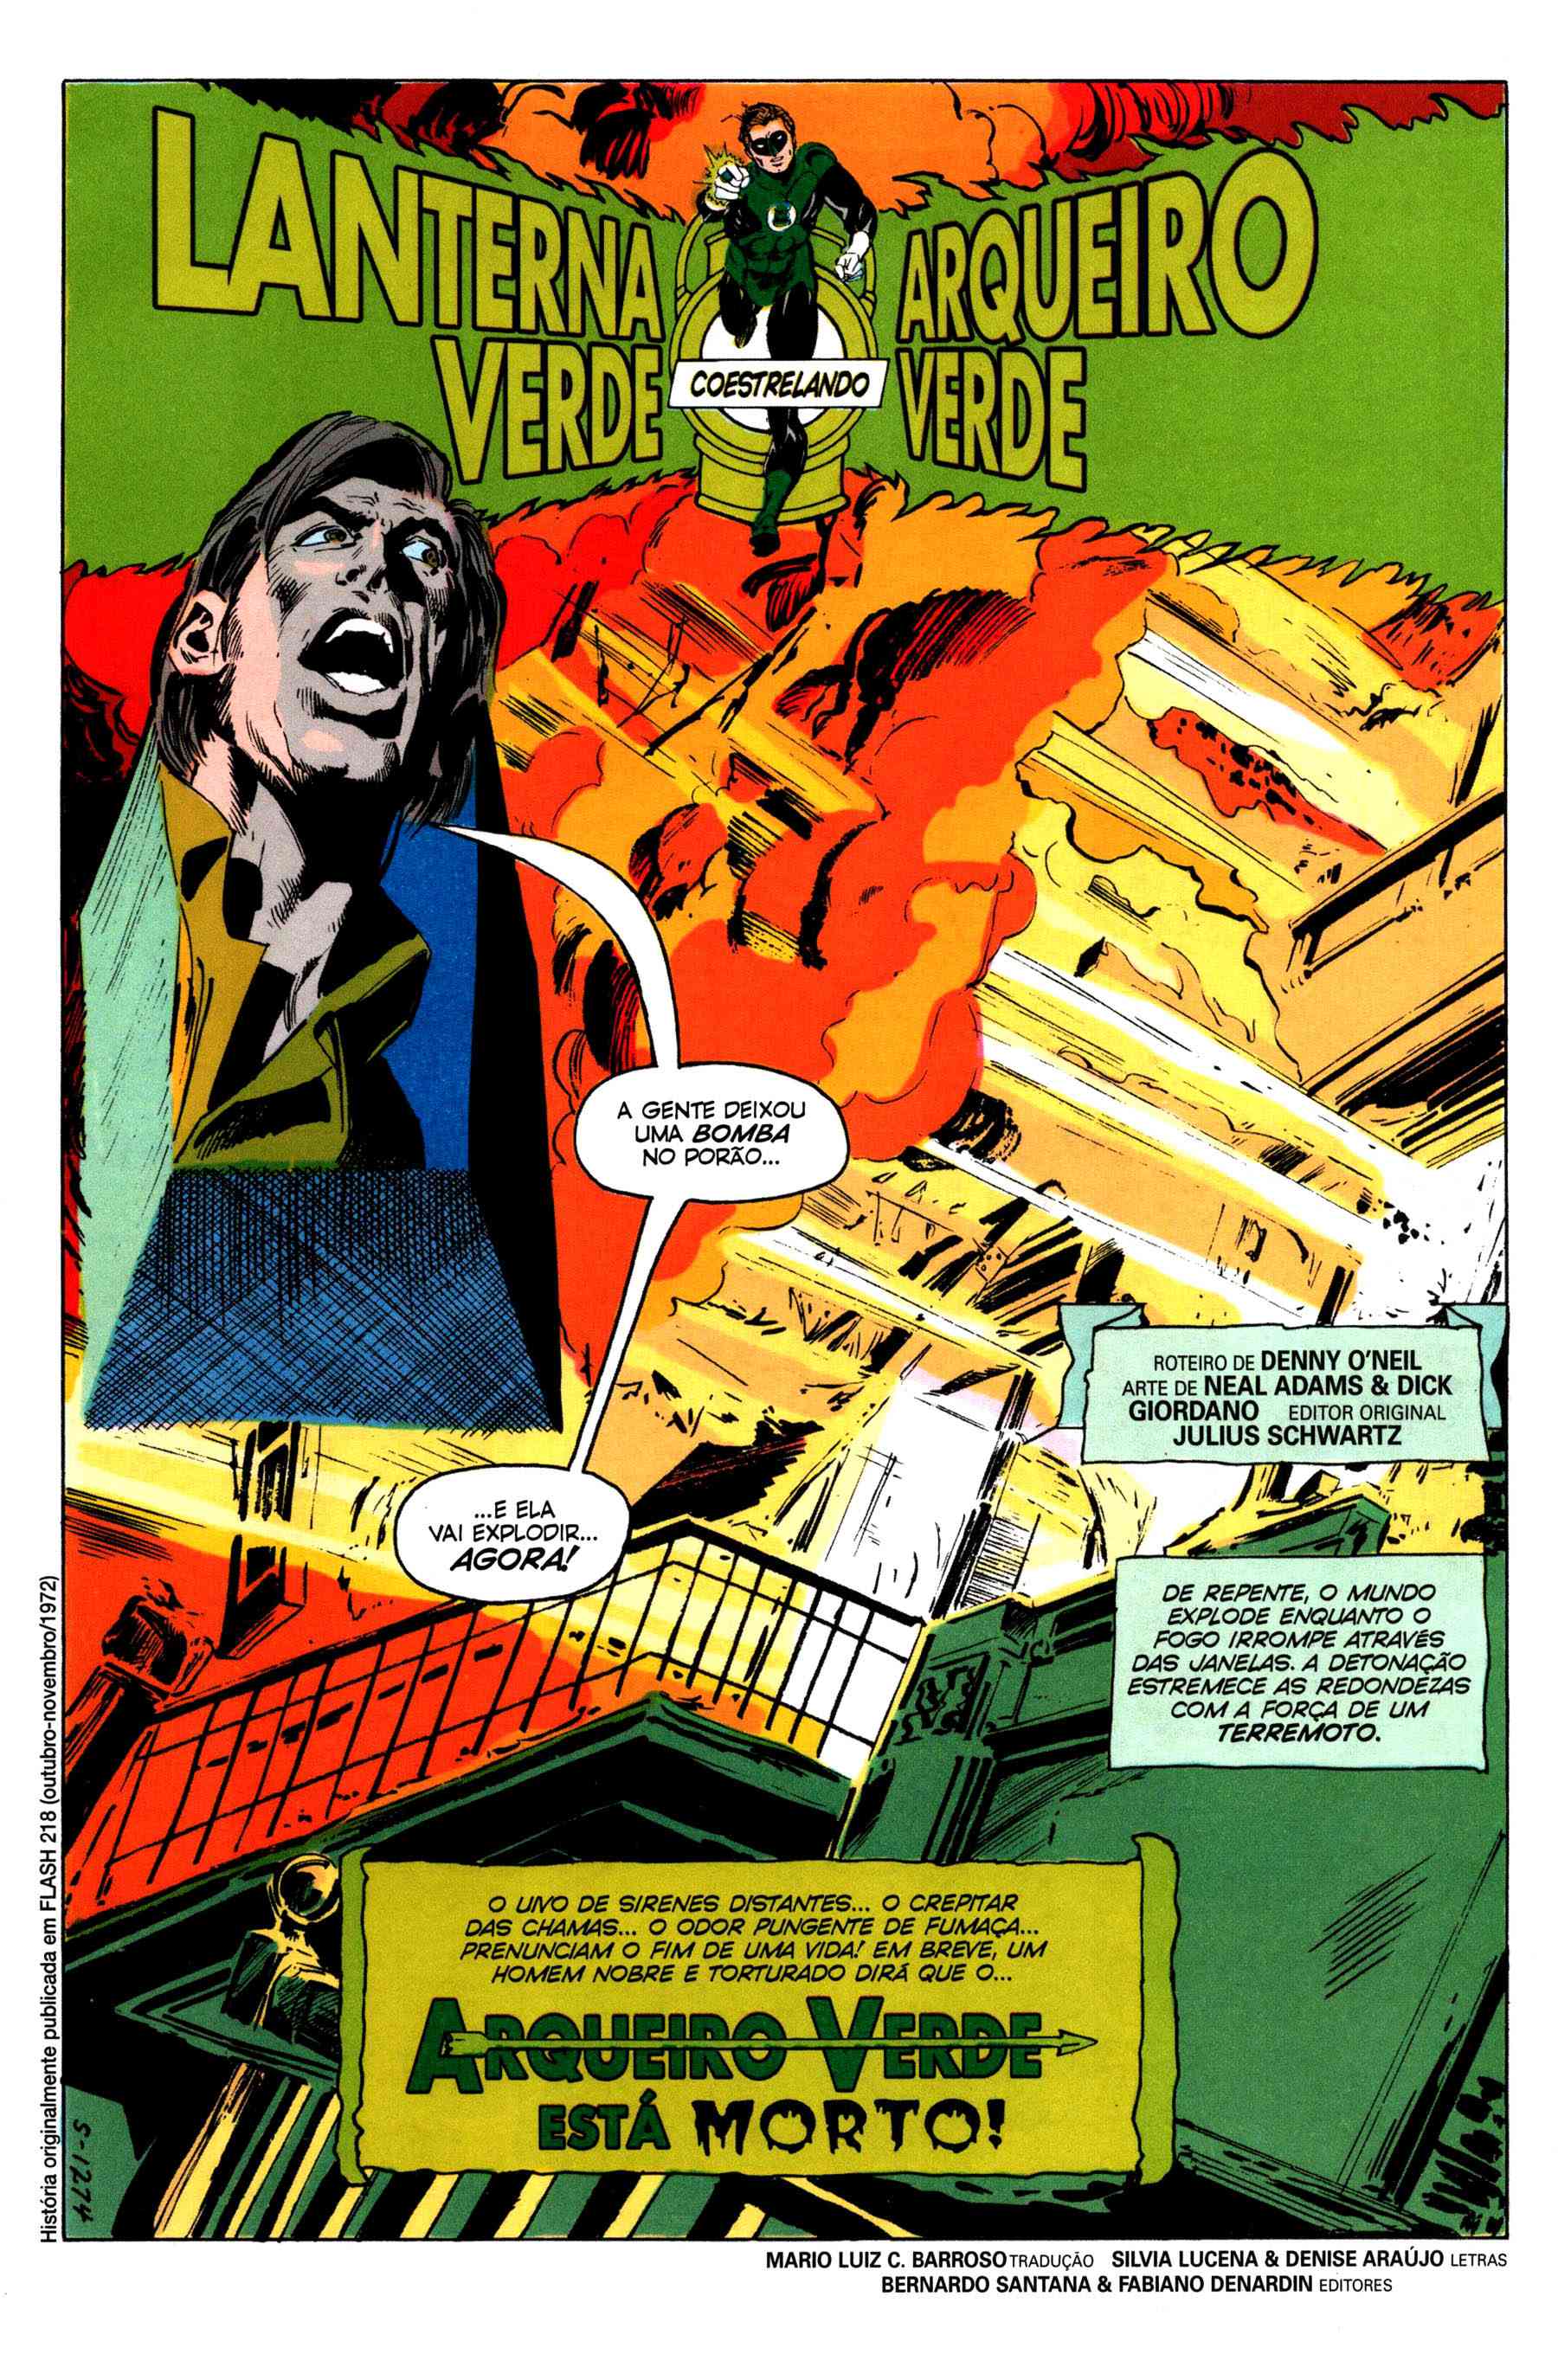 LANTERNA
VERDE
COESTRELANDO
ARQUEIRO
VERDE
A GENTE DEIXOU
UMA BOMBA
NO PORÃO...
...E ELA
VAI EXPLODIR...
AGORA!
ROTEIRO DE DENNY O'NEIL
ARTE DE NEAL ADAMS & DICK
GIORDANO EDITOR ORIGINAL
JULIUS SCHWARTZ
DE REPENTE, O MUNDO
EXPLODE ENQUANTO O
FOGO IRROMPE ATRAVÉS
DAS JANELAS. A DETONAÇÃO
ESTREMECE AS REDONDEZAS
COM A FORÇA DE UM
TERREMOTO.
O UIVO DE SIRENES DISTANTES... O CREPITAR
DAS CHAMAS... O ODOR PUNGENTE DE FUMAÇA...
PRENUNCIAM O FIM DE UMA VIDA! EM BREVE, UM
HOMEM NOBRE E TORTURADO DIRÁ QUE O...
ARQUEIRO VERDE
ESTÁ MORTO!
S-1274
História originalmente publicada em FLASH 218 (outubro-novembro/1972)
MARIO LUIZ C. BARROSO TRADUÇÃO SILVIA LUCENA & DENISE ARAÚJO LETRAS
BERNARDO SANTANA & FABIANO DENARDIN EDITORES